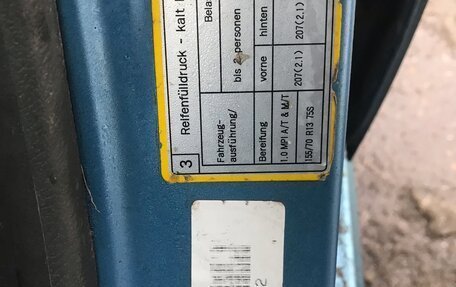 3 Reifenfülldruck - kalt
Fahrzeug-
ausführung/
bis 2 personen
Bereifung vorne hinten
1.0 MPI A/T & M/T 207(2.1) 207(2.1)
155/70 R13 75S
2